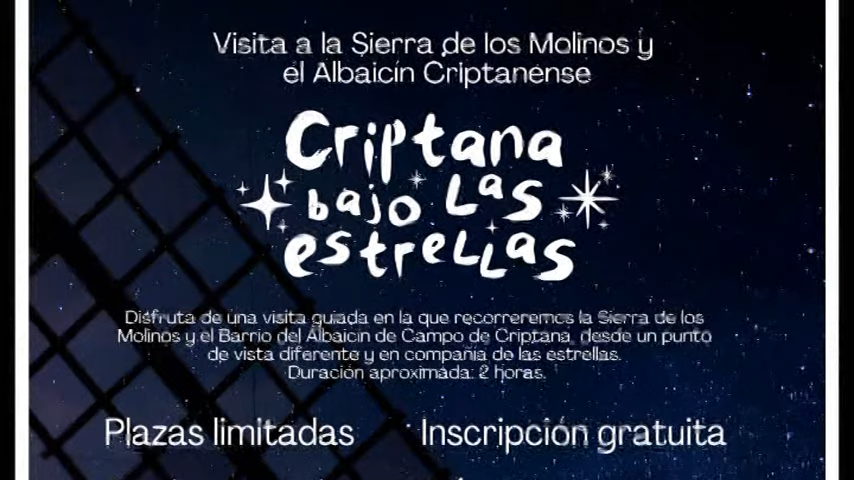 Visita a la Sierra de los Molinos y
el Albaicín Criptanense
Criptana
bajo las
estrellas
Disfruta de una visita guiada en la que recorreremos la Sierra de los
Molinos y el Barrio del Albaicín de Campo de Criptana, desde un punto
de vista diferente y en compañía de las estrellas.
Duración aproximada: 2 horas.
Plazas limitadas Inscripción gratuita